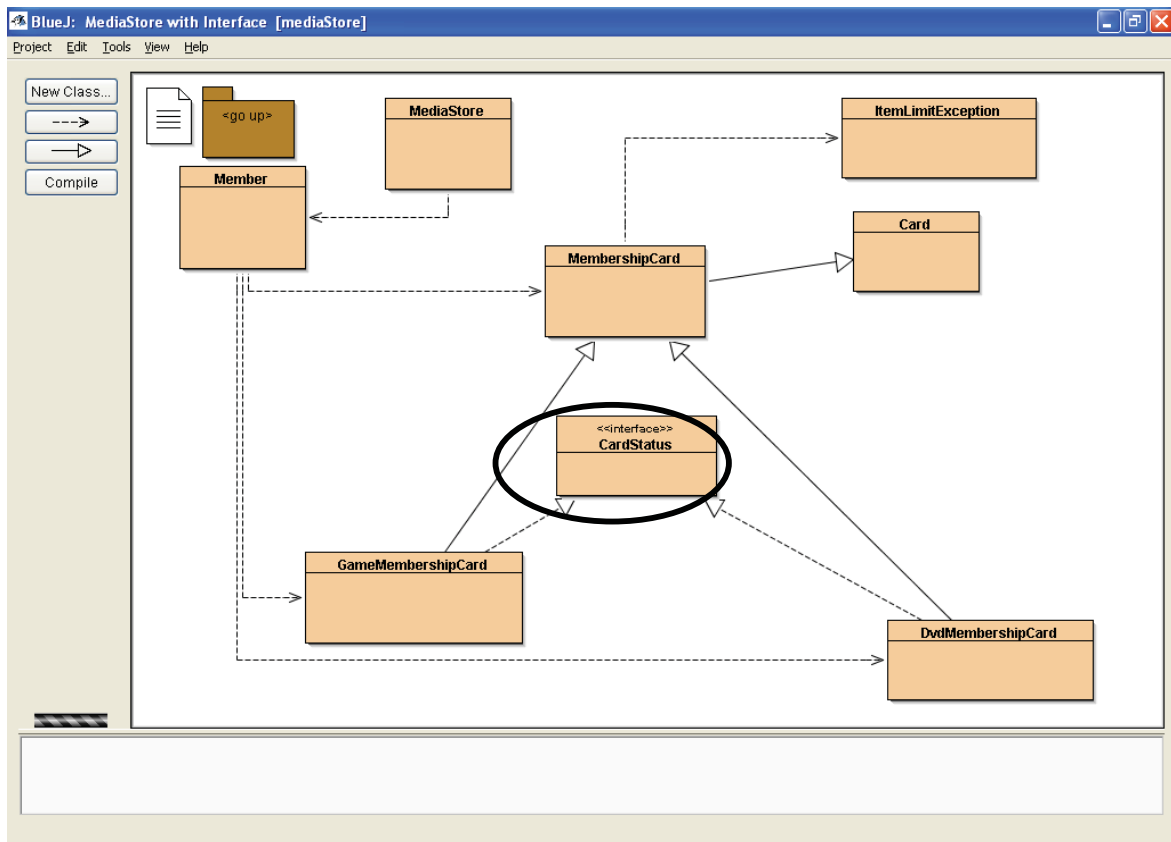 BlueJ: MediaStore with Interface [mediaStore]
Project Edit Tools View Help
New Class...
Compile
<go up>
MediaStore
ItemLimitException
Member
Card
MembershipCard
<<interface>>
CardStatus
GameMembershipCard
DvdMembershipCard